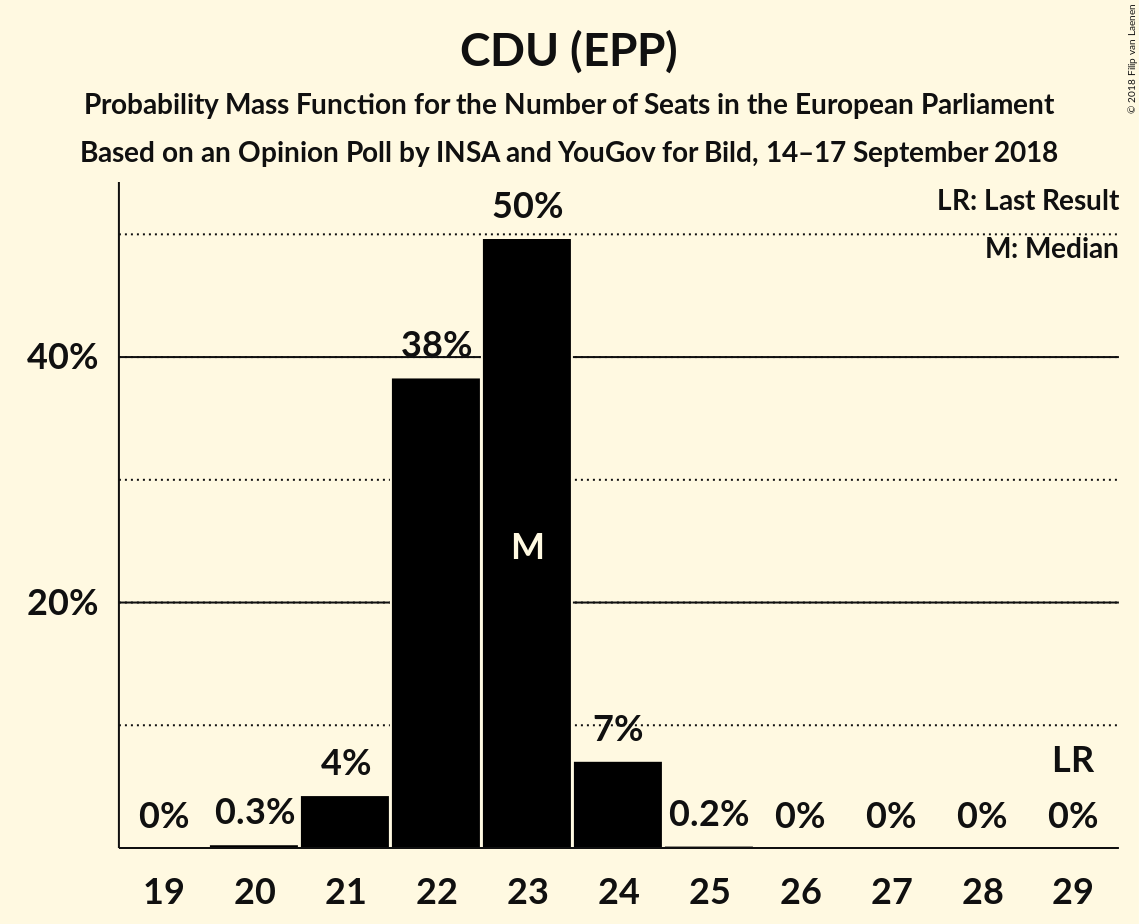 CDU (EPP)
Probability Mass Function for the Number of Seats in the European Parliament
Based on an Opinion Poll by INSA and YouGov for Bild, 14–17 September 2018
© 2018 Filip van Laenen
LR: Last Result
M: Median
50%
40%
38%
M
20%
7%
4%
LR
0% 0.3% 0.2% 0% 0% 0% 0%
19 20 21 22 23 24 25 26 27 28 29